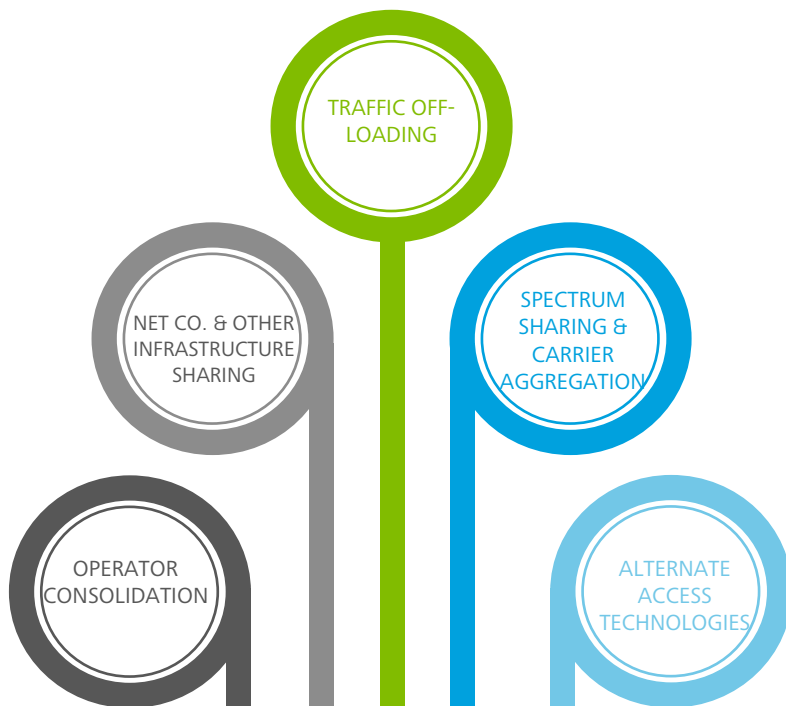 TRAFFIC OFF-
LOADING
NET CO. & OTHER
INFRASTRUCTURE
SHARING
SPECTRUM
SHARING &
CARRIER
AGGREGATION
OPERATOR
CONSOLIDATION
ALTERNATE
ACCESS
TECHNOLOGIES